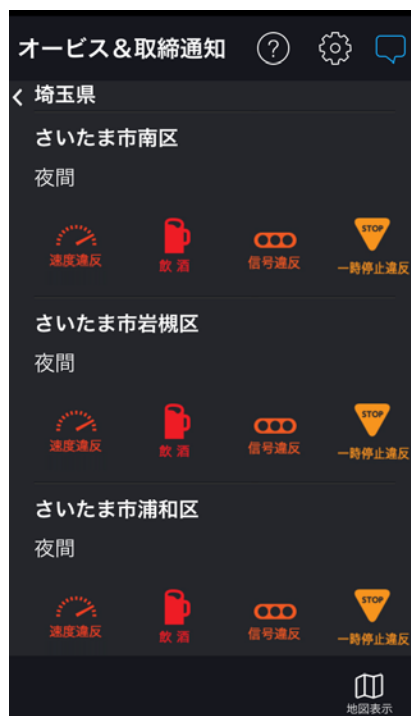 オービス&取締通知
?
埼玉県
さいたま市南区
夜間
速度違反
飲酒
信号違反
STOP
一時停止違反
さいたま市岩槻区
夜間
速度違反
飲酒
信号違反
STOP
一時停止違反
さいたま市浦和区
夜間
速度違反
飲酒
信号違反
STOP
一時停止違反
地図表示